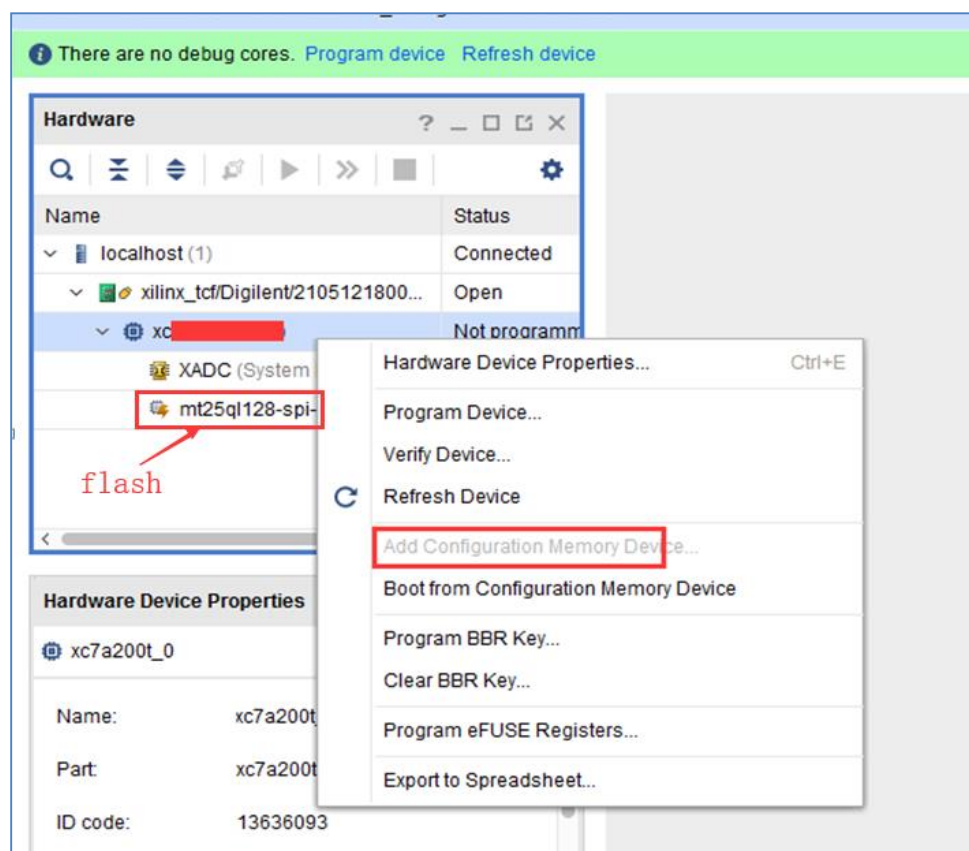 There are no debug cores. Program device Refresh device
Hardware
Name Status
localhost (1) Connected
xilinx_tcf/Digilent/2105121800... Open
xc Not programm
XADC (System
mt25ql128-spi-
flash
Hardware Device Properties... Ctrl+E
Program Device...
Verify Device...
Refresh Device
Add Configuration Memory Device...
Boot from Configuration Memory Device
Program BBR Key...
Clear BBR Key...
Program eFUSE Registers...
Export to Spreadsheet...
Hardware Device Properties
xc7a200t_0
Name: xc7a200t
Part: xc7a200t
ID code: 13636093